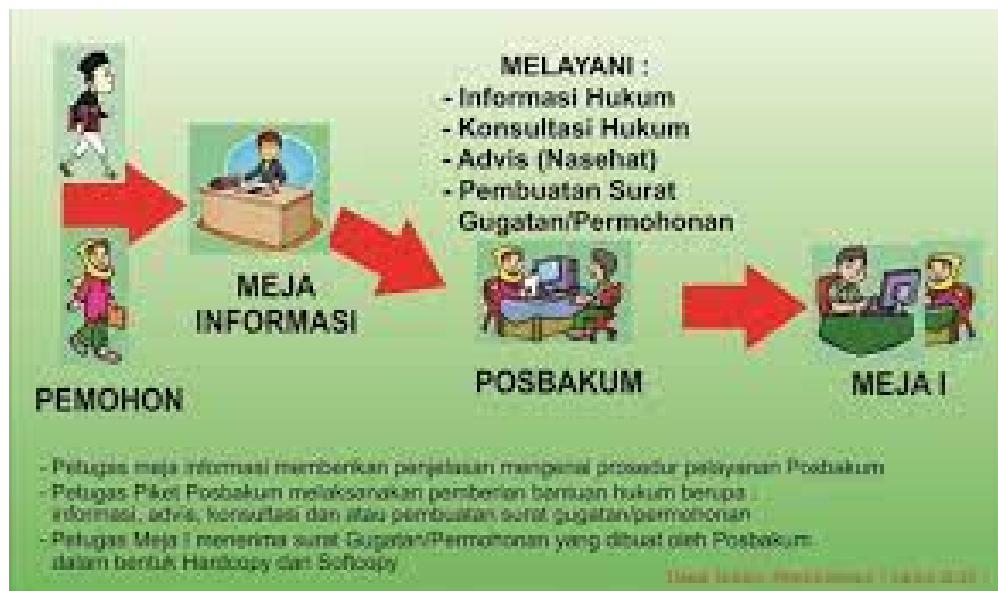 MELAYANI :
- Informasi Hukum
- Konsultasi Hukum
- Advis (Nasehat)
- Pembuatan Surat
Gugatan/Permohonan
MEJA
INFORMASI
PEMOHON
POSBAKUM
MEJA I
- Petugas meja informasi memberikan penjelasan mengenai prosedur pelayanan Posbakum
- Petugas Piket Posbakum melaksanakan pemberian bantuan hukum berupa :
informasi, advis, konsultasi dan atau pembuatan surat gugatan/permohonan
- Petugas Meja I menerima surat Gugatan/Permohonan yang dibuat oleh Posbakum
dalam bentuk Hardcopy dan Softcopy